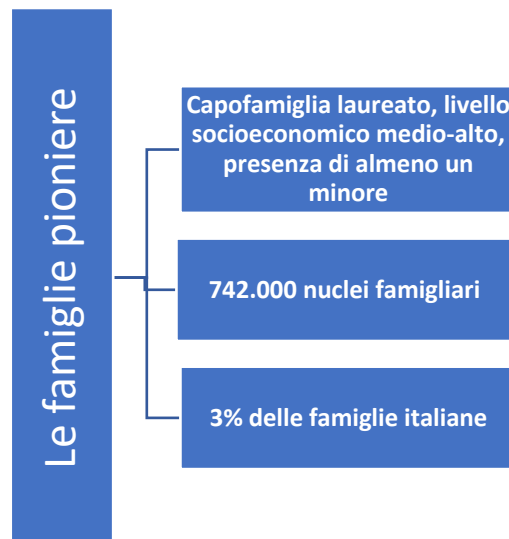 Le famiglie pioniere
Capofamiglia laureato, livello
socioeconomico medio-alto,
presenza di almeno un
minore
742.000 nuclei famigliari
3% delle famiglie italiane